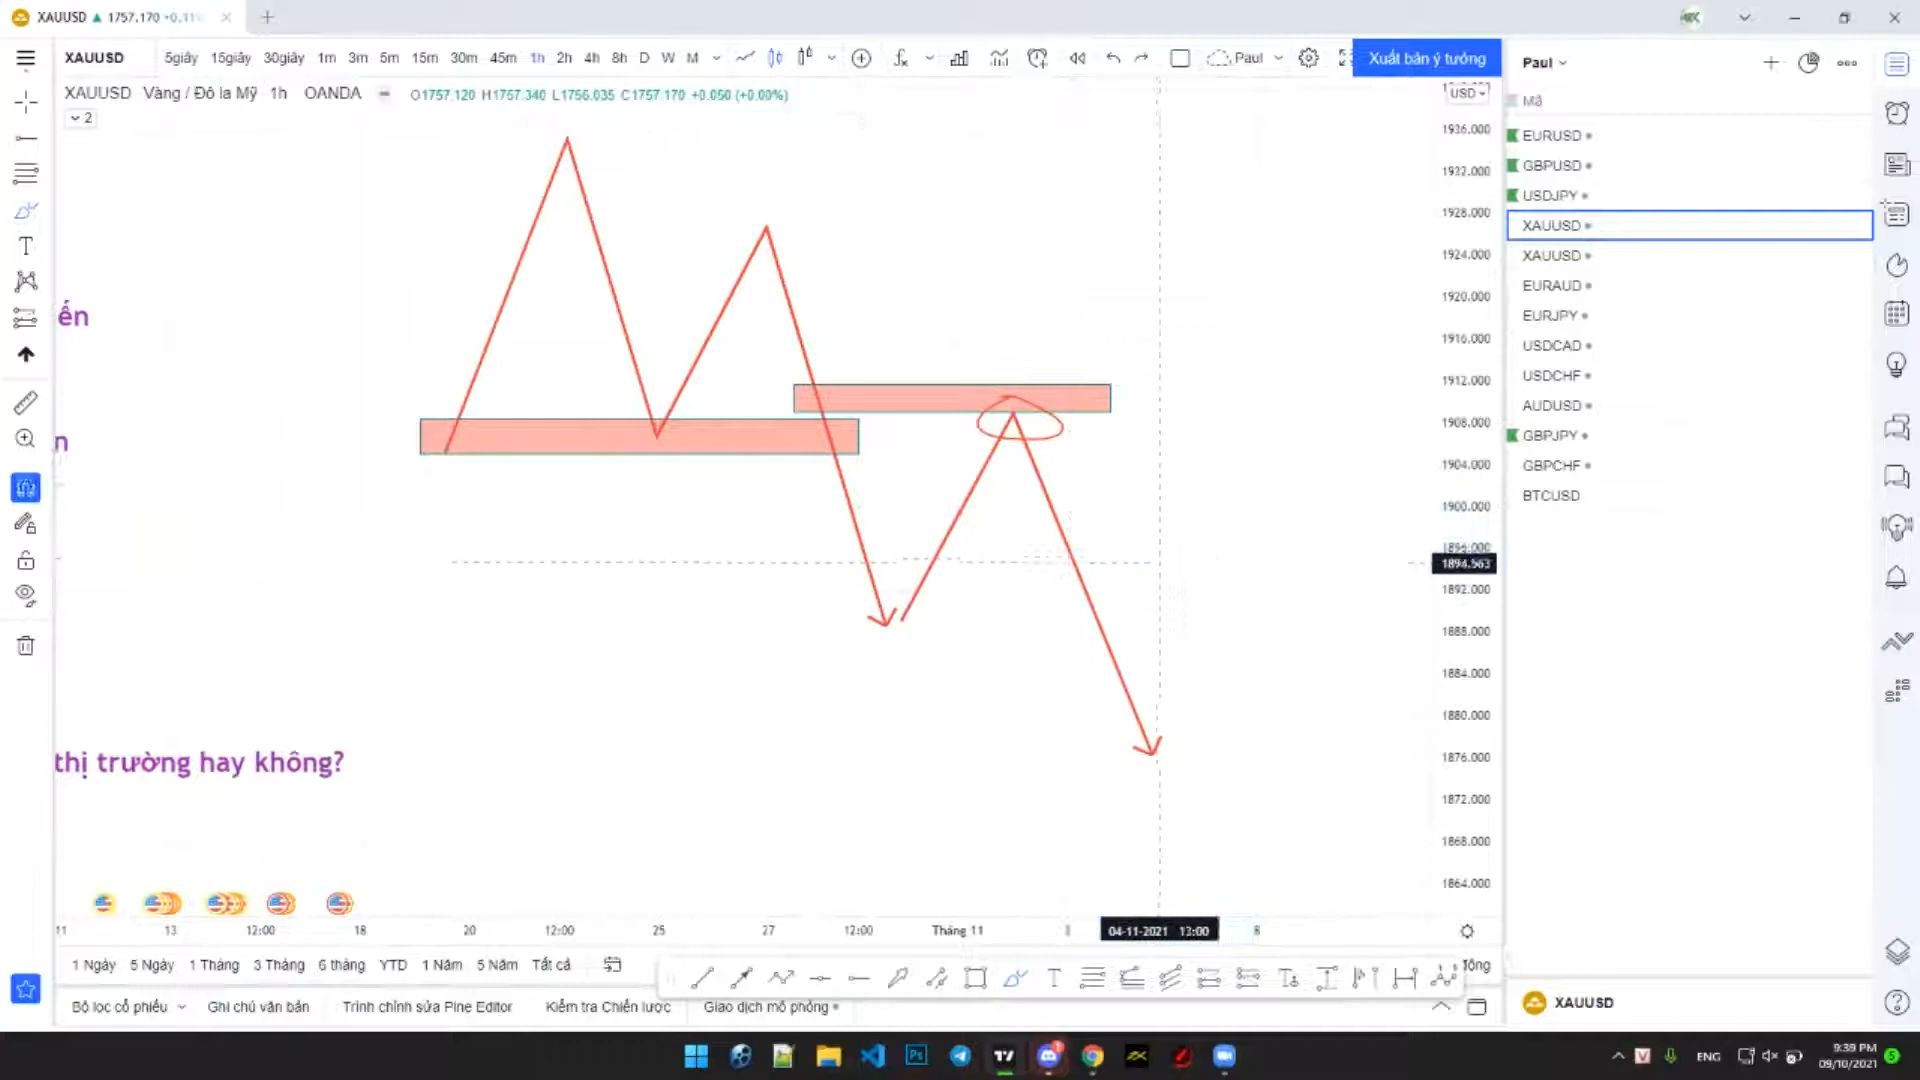 XAUUSD ▲ 1757.170 +0.11%
XAUUSD 5giây 15giây 30giây 1m 3m 5m 15m 30m 45m 1h 2h 4h 8h D W M Paul Xuất bản ý tưởng
XAUUSD Vàng / Đô la Mỹ 1h OANDA O1757.120 H1757.340 L1756.035 C1757.170 +0.050 (+0.00%)
2
USD
1936.000
1932.000
1928.000
1924.000
1920.000
1916.000
1912.000
1908.000
1904.000
1900.000
1896.000
1894.563
1892.000
1888.000
1884.000
1880.000
1876.000
1872.000
1868.000
1864.000
ến
n
thị trường hay không?
11 13 12:00 18 20 12:00 25 27 12:00 Tháng 11 04-11-2021 13:00 8
1 Ngày 5 Ngày 1 Tháng 3 Tháng 6 tháng YTD 1 Năm 5 Năm Tất cả
Bộ lọc cổ phiếu Ghi chú văn bản Trình chỉnh sửa Pine Editor Kiểm tra Chiến lược Giao dịch mô phỏng
Paul
Mã
EURUSD
GBPUSD
USDJPY
XAUUSD
XAUUSD
EURAUD
EURJPY
USDCAD
USDCHF
AUDUSD
GBPJPY
GBPCHF
BTCUSD
XAUUSD
ENG
9:39 PM
09/10/2021
5